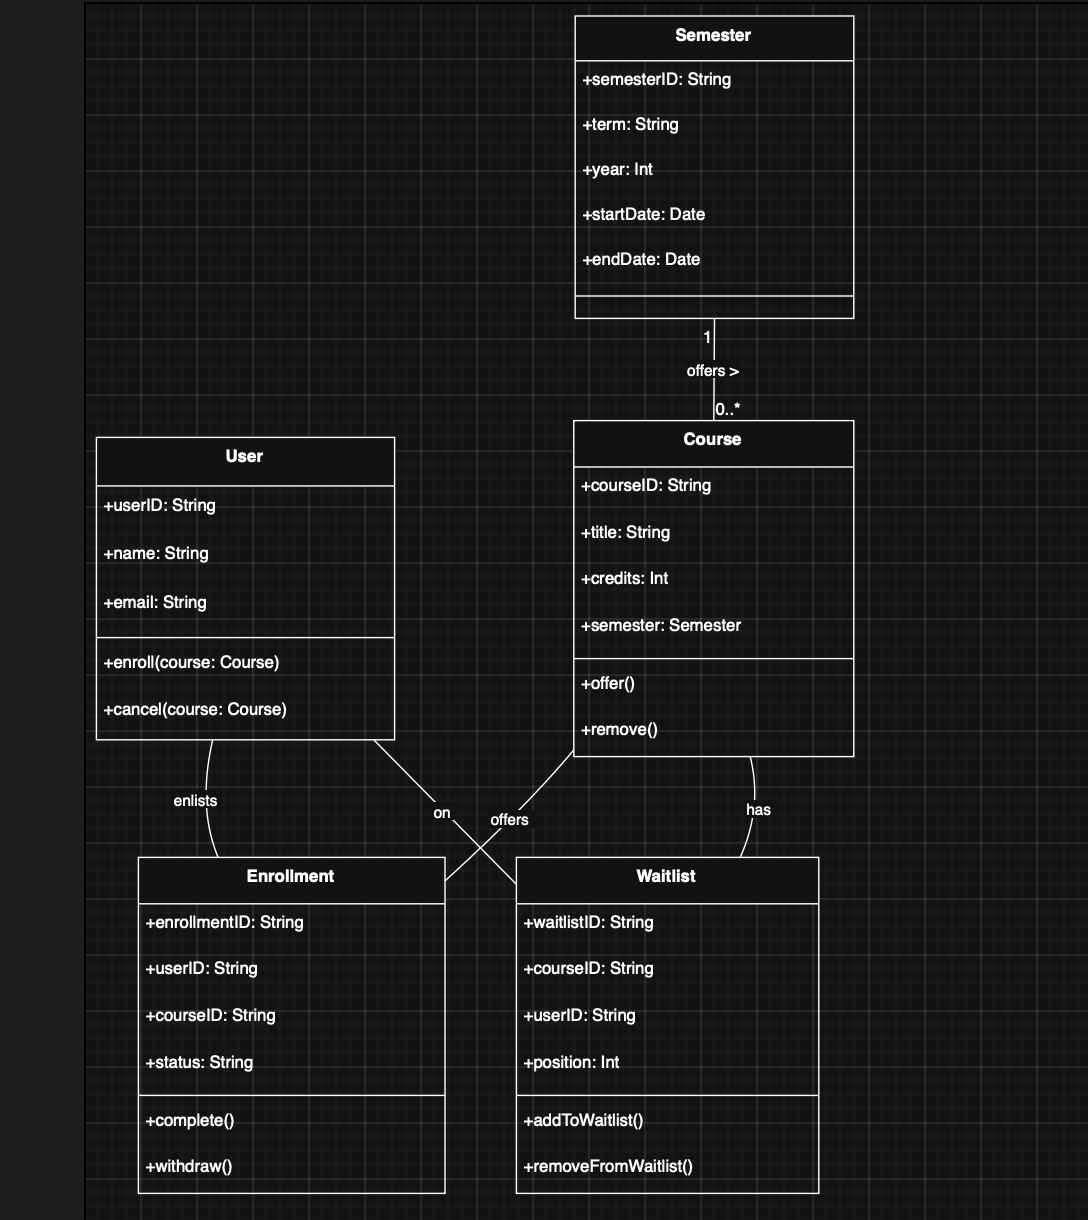 Semester
+semesterID: String
+term: String
+year: Int
+startDate: Date
+endDate: Date
1
offers >
0..*
Course
+courseID: String
+title: String
+credits: Int
+semester: Semester
+offer()
+remove()
User
+userID: String
+name: String
+email: String
+enroll(course: Course)
+cancel(course: Course)
enlists
on
offers
has
Enrollment
+enrollmentID: String
+userID: String
+courseID: String
+status: String
+complete()
+withdraw()
Waitlist
+waitlistID: String
+courseID: String
+userID: String
+position: Int
+addToWaitlist()
+removeFromWaitlist()